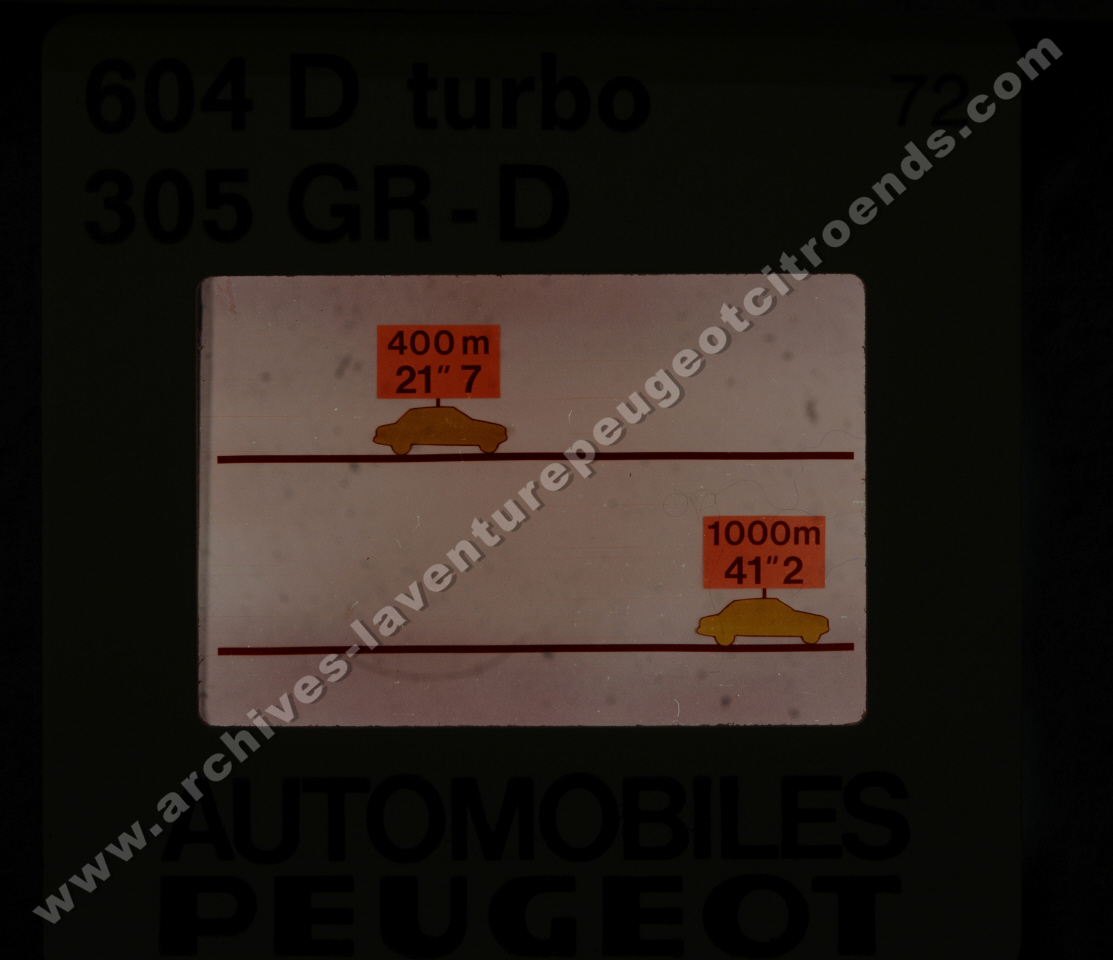 604 D turbo
72
305 GR-D
400 m
21" 7
1000m
41" 2
www.archives-laventurepeugeotcitroends.com
AUTOMOBILES
PEUGEOT